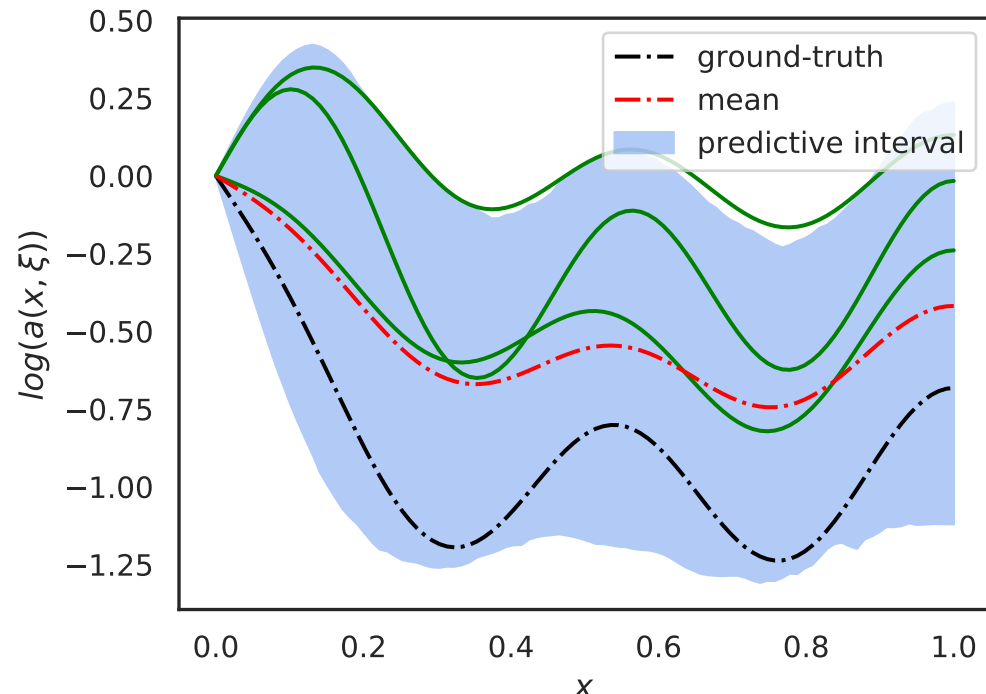 0.50
0.25
0.00
−0.25
−0.50
−0.75
−1.00
−1.25
log(a(x, ξ))
ground-truth
mean
predictive interval
0.0 0.2 0.4 0.6 0.8 1.0
x